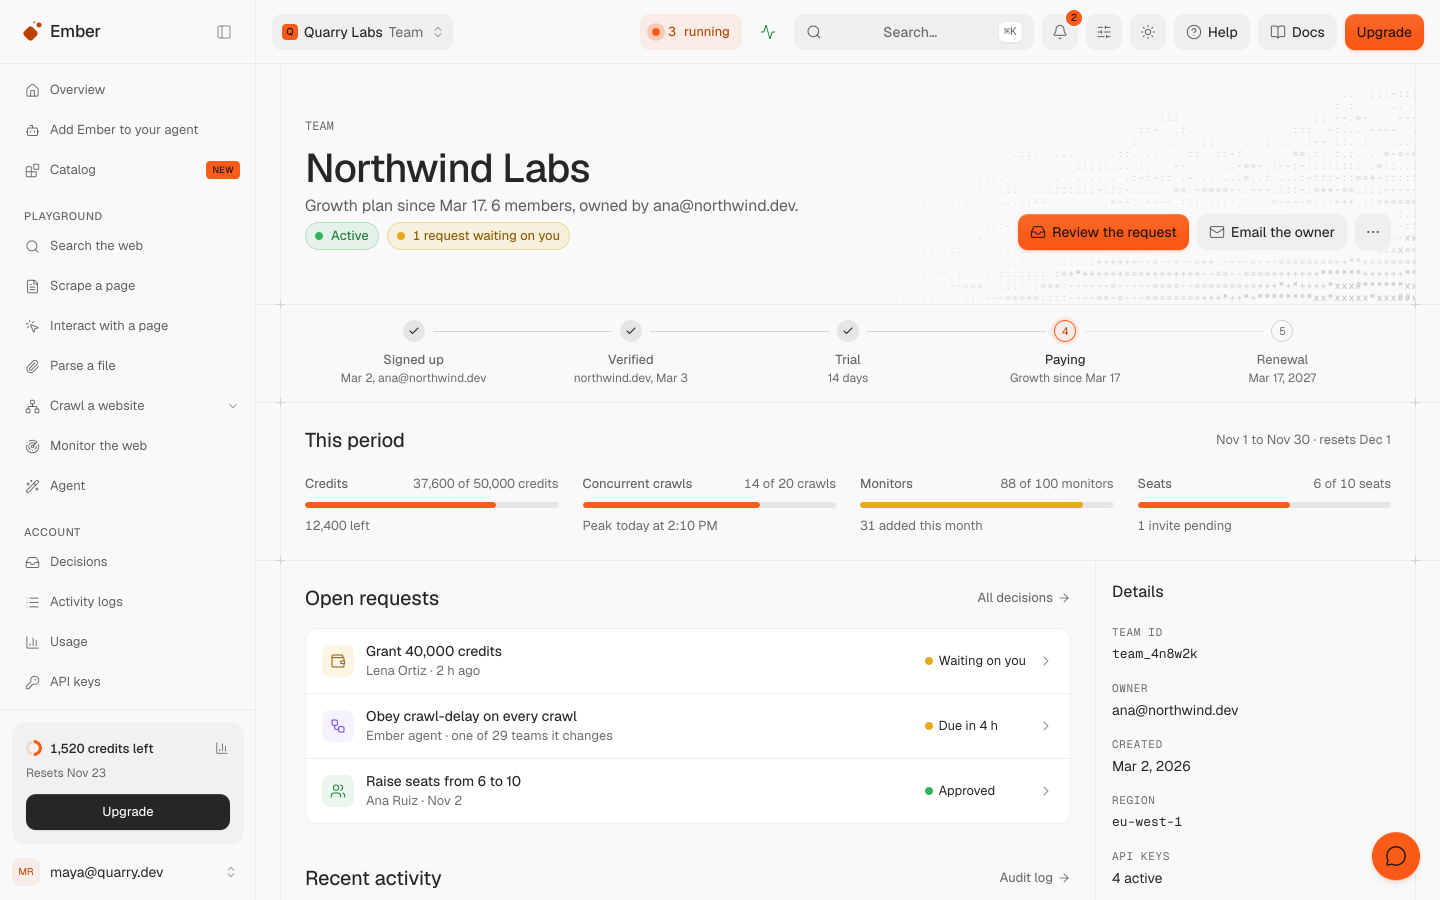 Ember
Quarry Labs Team
3 running
Search...
⌘K
2
Help
Docs
Upgrade
Overview
Add Ember to your agent
Catalog
NEW
PLAYGROUND
Search the web
Scrape a page
Interact with a page
Parse a file
Crawl a website
Monitor the web
Agent
ACCOUNT
Decisions
Activity logs
Usage
API keys
1,520 credits left
Resets Nov 23
Upgrade
MR
maya@quarry.dev
TEAM
Northwind Labs
Growth plan since Mar 17. 6 members, owned by ana@northwind.dev.
Active
1 request waiting on you
Review the request
Email the owner
Signed up
Mar 2, ana@northwind.dev
Verified
northwind.dev, Mar 3
Trial
14 days
4
Paying
Growth since Mar 17
5
Renewal
Mar 17, 2027
This period
Nov 1 to Nov 30 · resets Dec 1
Credits
37,600 of 50,000 credits
12,400 left
Concurrent crawls
14 of 20 crawls
Peak today at 2:10 PM
Monitors
88 of 100 monitors
31 added this month
Seats
6 of 10 seats
1 invite pending
Open requests
All decisions
Grant 40,000 credits
Lena Ortiz · 2 h ago
Waiting on you
Obey crawl-delay on every crawl
Ember agent · one of 29 teams it changes
Due in 4 h
Raise seats from 6 to 10
Ana Ruiz · Nov 2
Approved
Recent activity
Audit log
Details
TEAM ID
team_4n8w2k
OWNER
ana@northwind.dev
CREATED
Mar 2, 2026
REGION
eu-west-1
API KEYS
4 active